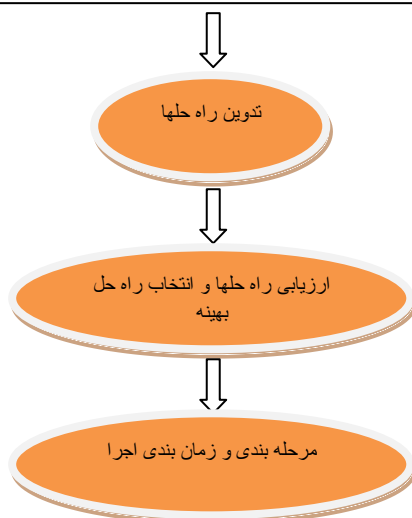 تدوین راه حلها
ارزیابی راه حلها و انتخاب راه حل
بهینه
مرحله بندی و زمان بندی اجرا